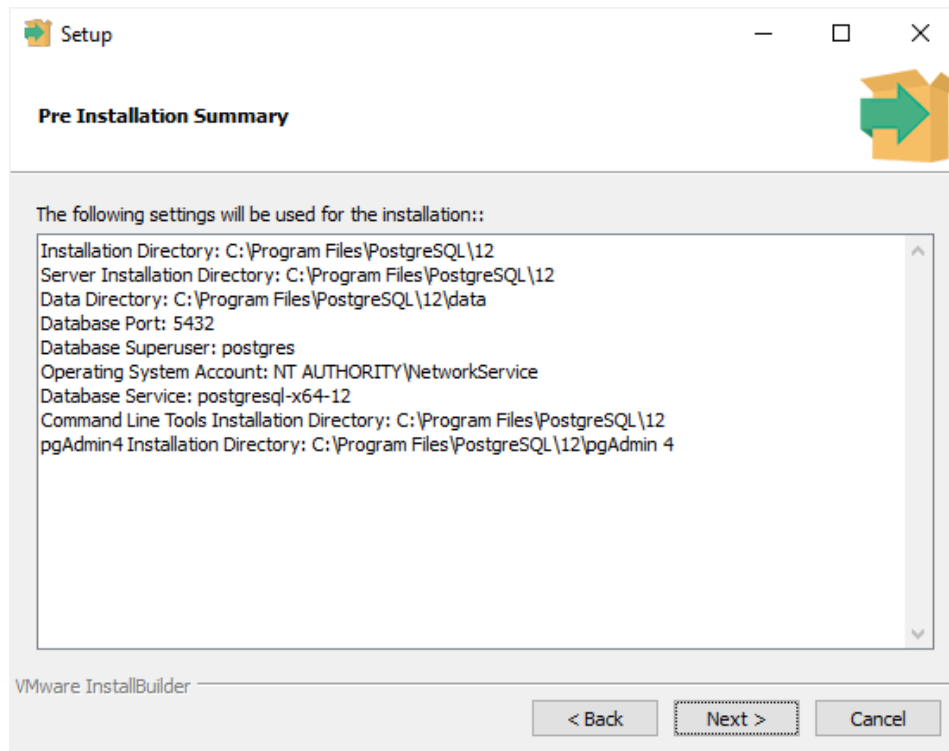 Setup
Pre Installation Summary
The following settings will be used for the installation::
Installation Directory: C:\Program Files\PostgreSQL\12
Server Installation Directory: C:\Program Files\PostgreSQL\12
Data Directory: C:\Program Files\PostgreSQL\12\data
Database Port: 5432
Database Superuser: postgres
Operating System Account: NT AUTHORITY\NetworkService
Database Service: postgresql-x64-12
Command Line Tools Installation Directory: C:\Program Files\PostgreSQL\12
pgAdmin4 Installation Directory: C:\Program Files\PostgreSQL\12\pgAdmin 4
VMware InstallBuilder
< Back Next > Cancel